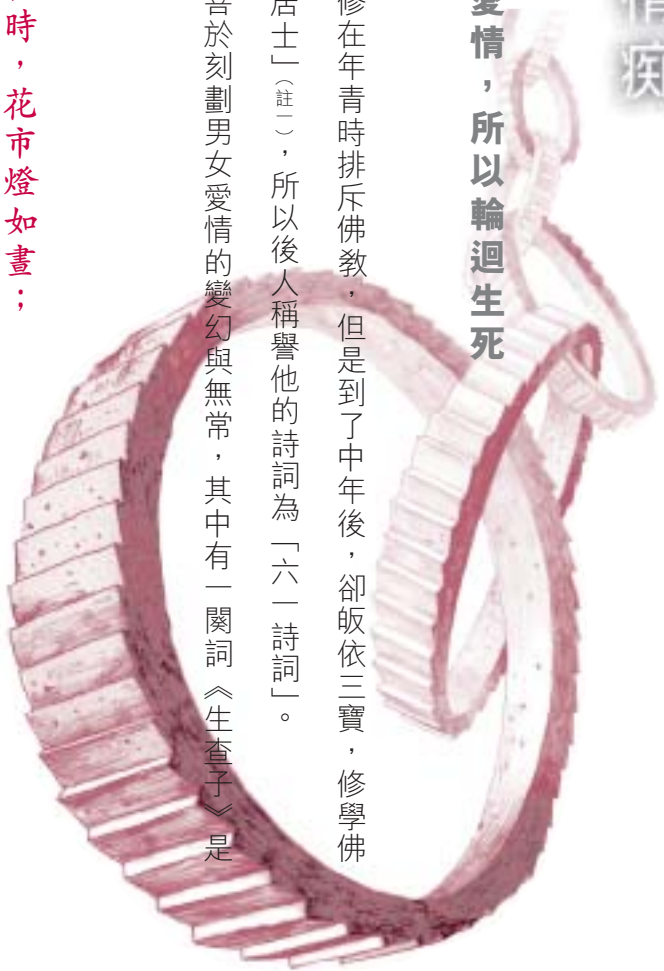 情痴
愛情，所以輪迴生死
修在年青時排斥佛教，但是到了中年後，卻皈依三寶，修學佛
居士」（註一），所以後人稱譽他的詩詞為「六一詩詞」。
善於刻劃男女愛情的變幻與無常，其中有一闋詞《生查子》是
時，花市燈如晝；